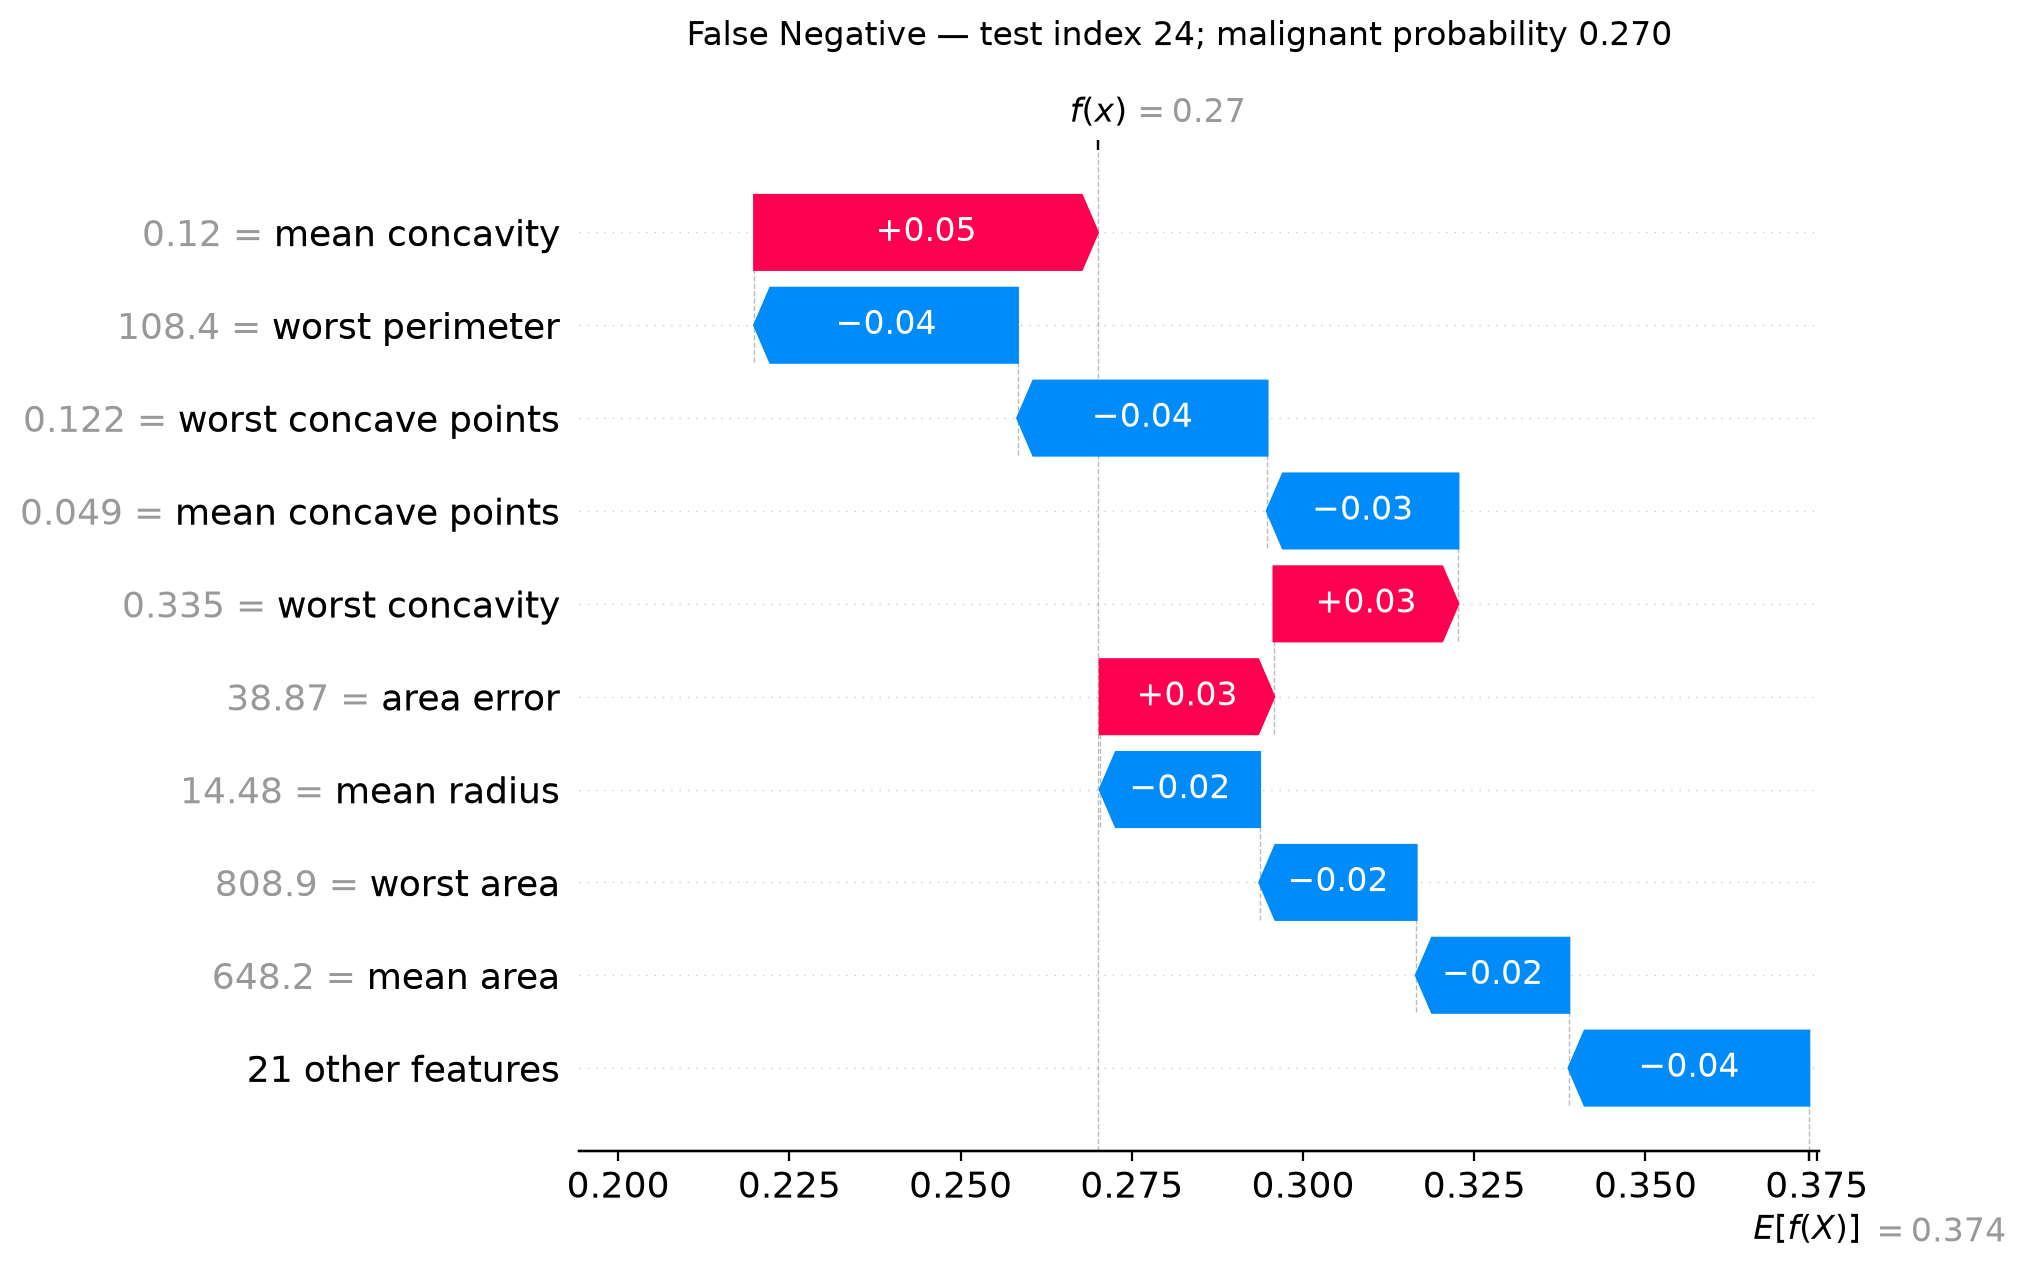 False Negative — test index 24; malignant probability 0.270
f(x) = 0.27
0.12 = mean concavity
+0.05
108.4 = worst perimeter
−0.04
0.122 = worst concave points
−0.04
0.049 = mean concave points
−0.03
0.335 = worst concavity
+0.03
38.87 = area error
+0.03
14.48 = mean radius
−0.02
808.9 = worst area
−0.02
648.2 = mean area
−0.02
21 other features
−0.04
0.200 0.225 0.250 0.275 0.300 0.325 0.350 0.375
E[f(X)] = 0.374